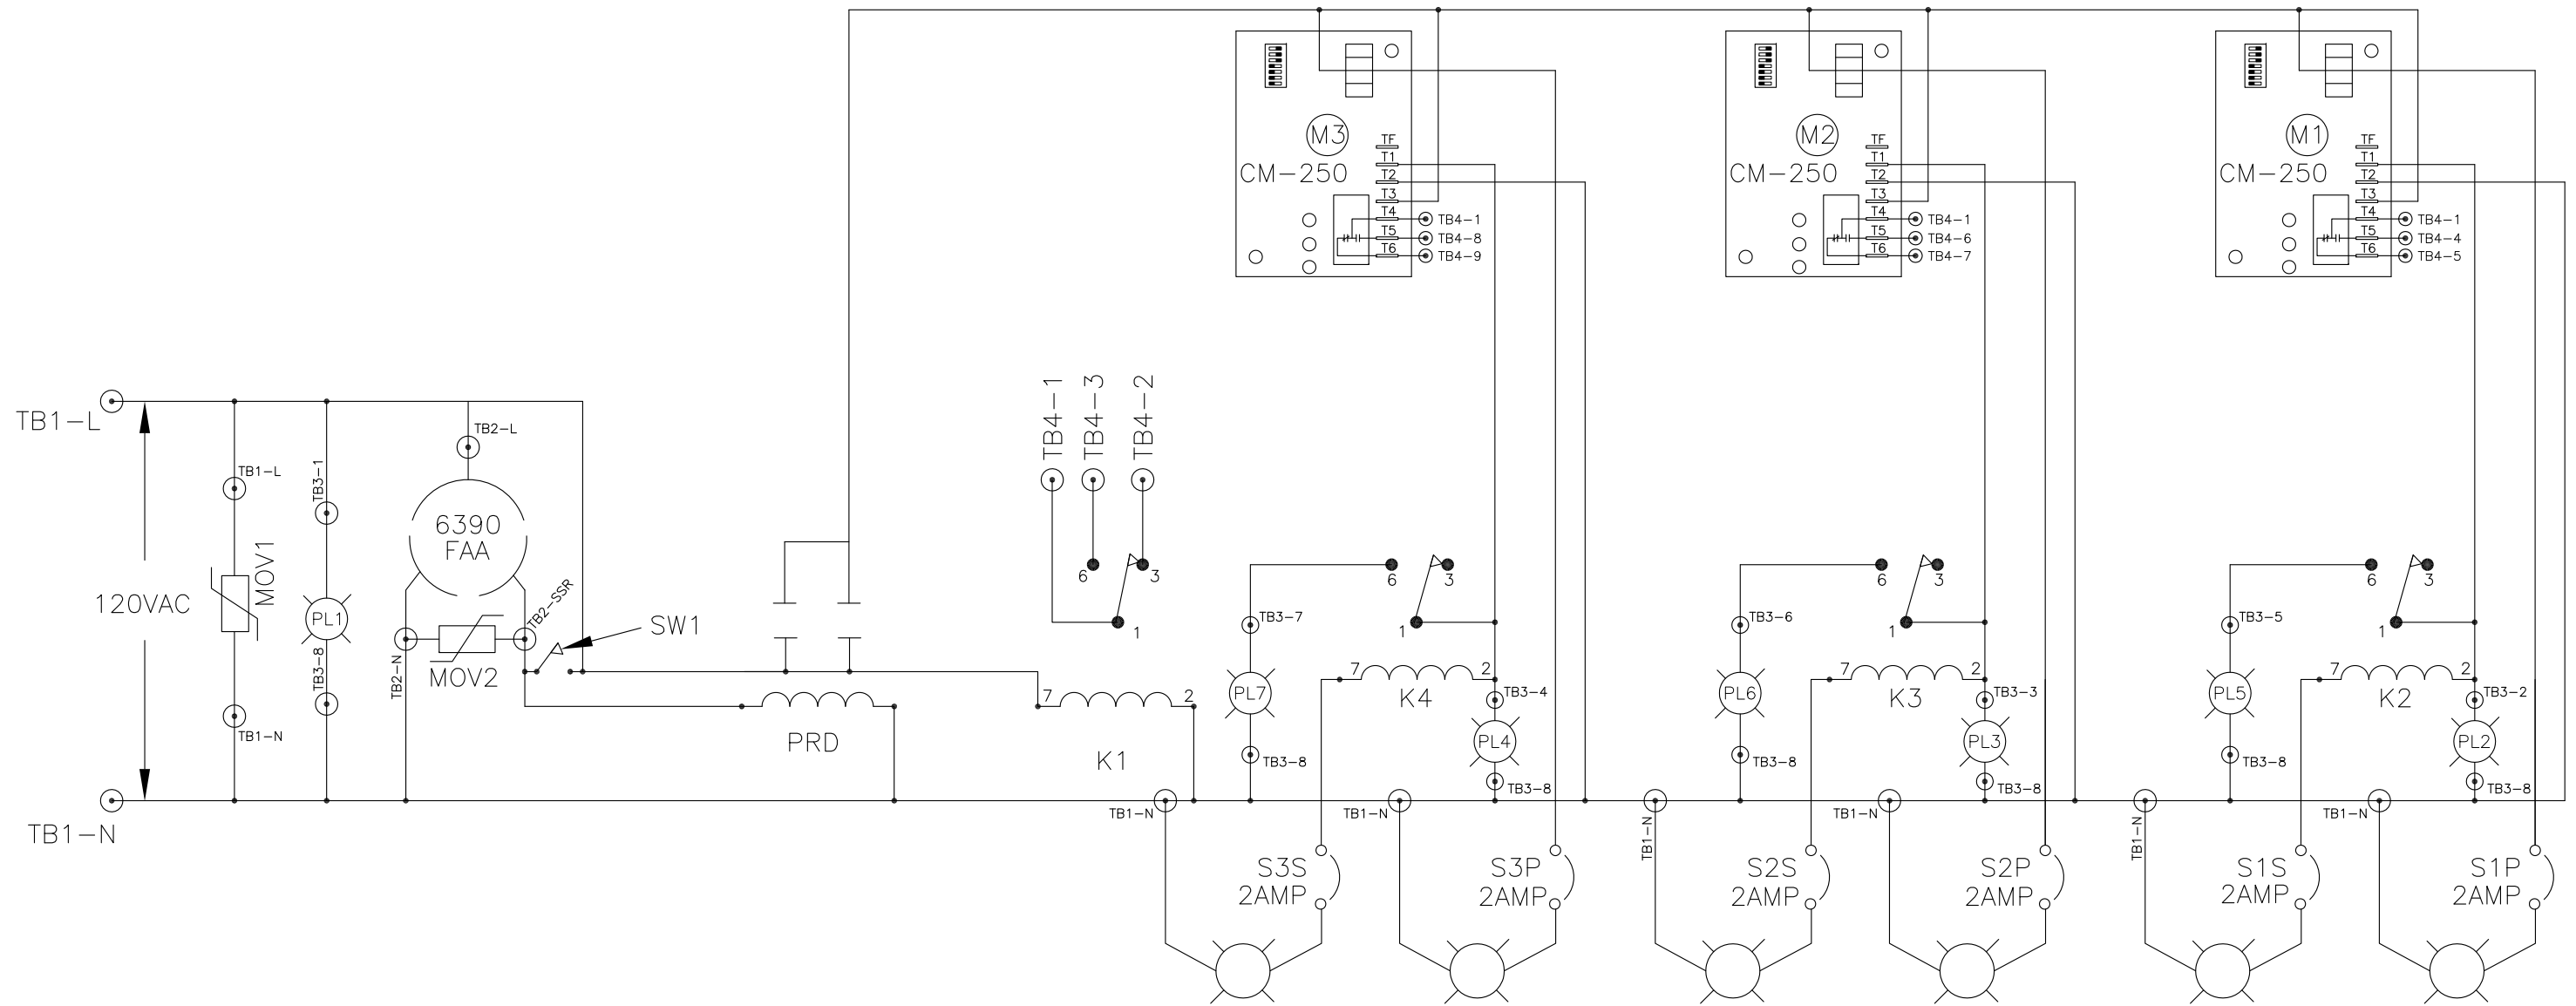 M3
CM-250
TF
T1
T2
T3
T4
T5
T6
TB4-1
TB4-8
TB4-9
M2
CM-250
TF
T1
T2
T3
T4
T5
T6
TB4-1
TB4-6
TB4-7
M1
CM-250
TF
T1
T2
T3
T4
T5
T6
TB4-1
TB4-4
TB4-5
TB1-L
120VAC
TB1-N
TB1-L
MOV1
TB1-N
TB3-1
PL1
TB3-8
TB2-L
6390
FAA
TB2-SSR
MOV2
TB2-N
SW1
PRD
TB4-1
TB4-3
TB4-2
6
3
1
7
2
K1
TB3-7
PL7
TB3-8
6
3
1
7
2
K4
TB3-4
PL4
TB3-8
TB3-6
PL6
TB3-8
6
3
1
7
2
K3
TB3-3
PL3
TB3-8
TB3-5
PL5
TB3-8
6
3
1
7
2
K2
TB3-2
PL2
TB3-8
TB1-N
S3S
2AMP
TB1-N
S3P
2AMP
TB1-N
S2S
2AMP
TB1-N
S2P
2AMP
TB1-N
S1S
2AMP
TB1-N
S1P
2AMP